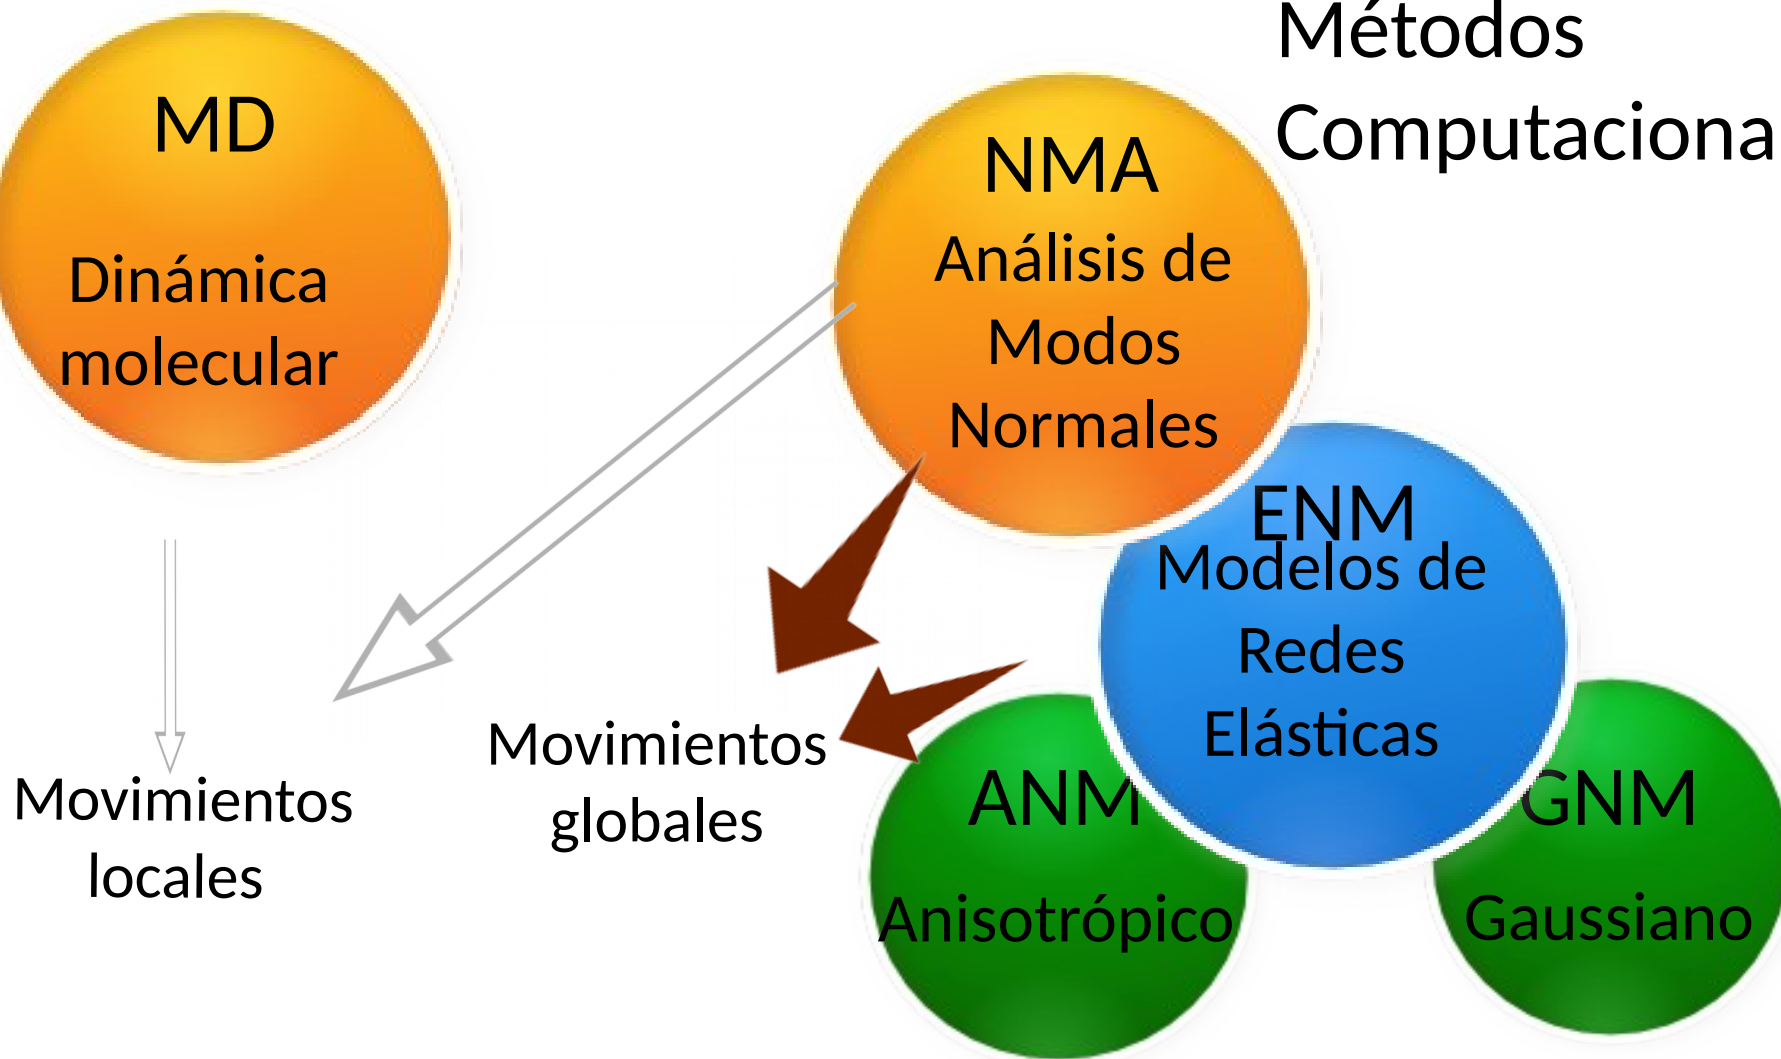 Métodos
Computaciona
MD
Dinámica
molecular
NMA
Análisis de
Modos
Normales
ENM
Modelos de
Redes
Elásticas
Movimientos
globales
Movimientos
locales
ANM
Anisotrópico
GNM
Gaussiano